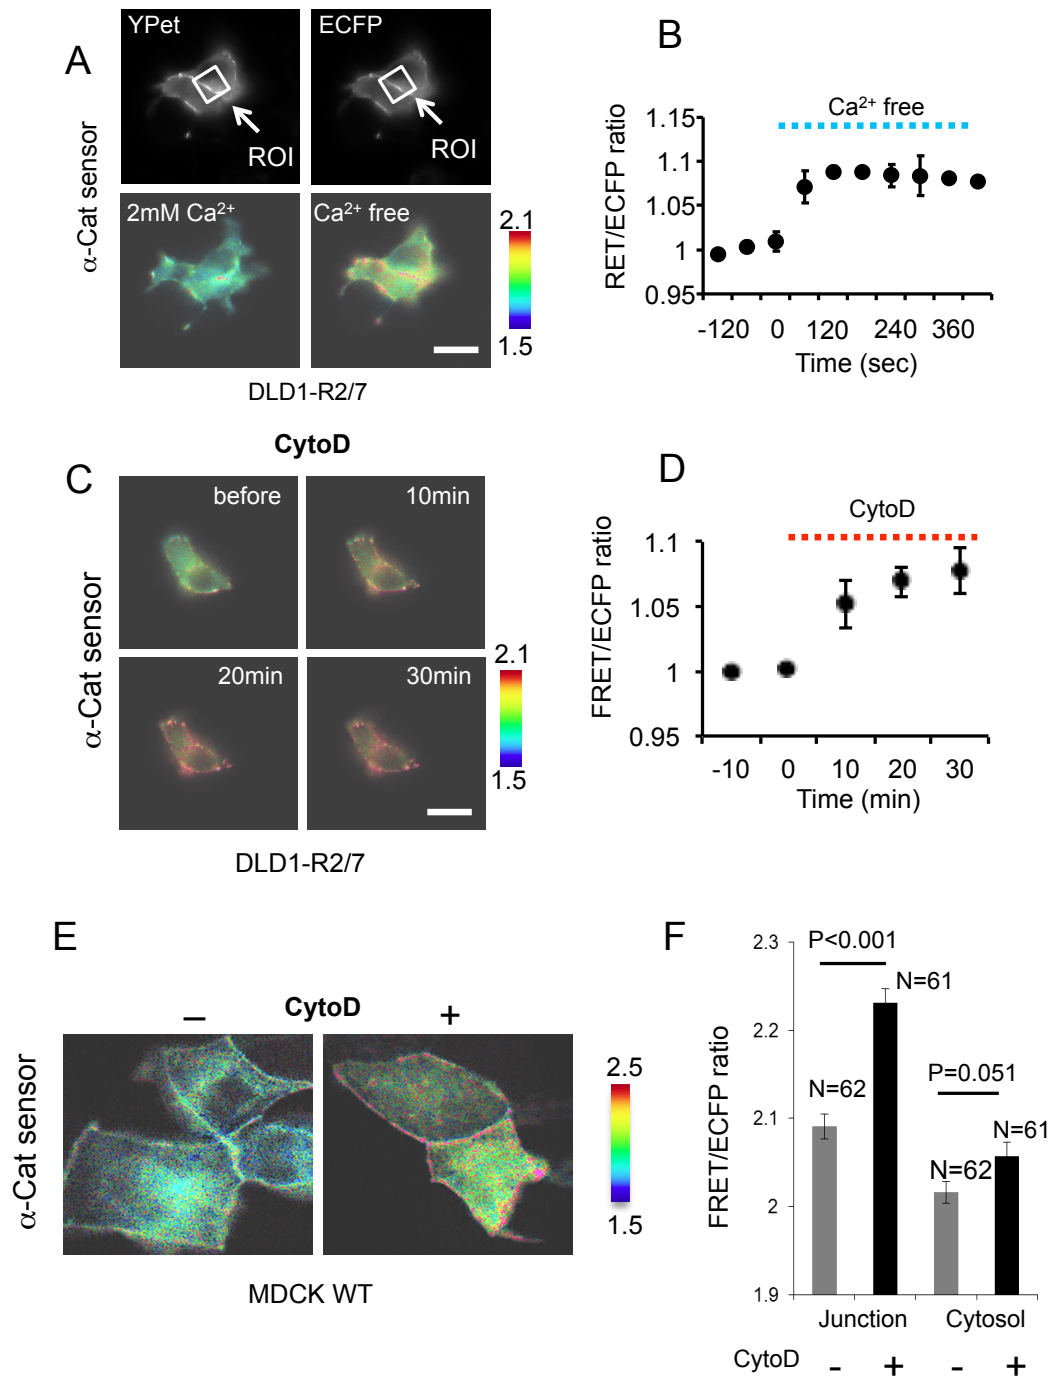 A
α-Cat sensor
YPet
ROI
ECFP
ROI
2mM Ca²⁺
Ca²⁺ free
2.1
1.5
DLD1-R2/7
B
RET/ECFP ratio
Ca²⁺ free
1.15
1.1
1.05
1
0.95
-120 0 120 240 360
Time (sec)
CytoD
C
α-Cat sensor
before
10min
20min
30min
2.1
1.5
DLD1-R2/7
D
FRET/ECFP ratio
CytoD
1.1
1.05
1
0.95
-10 0 10 20 30
Time (min)
E
CytoD
– +
α-Cat sensor
2.5
1.5
MDCK WT
F
FRET/ECFP ratio
2.3
2.2
2.1
2
1.9
P<0.001
N=61
N=62
P=0.051
N=61
N=62
Junction Cytosol
CytoD - + - +